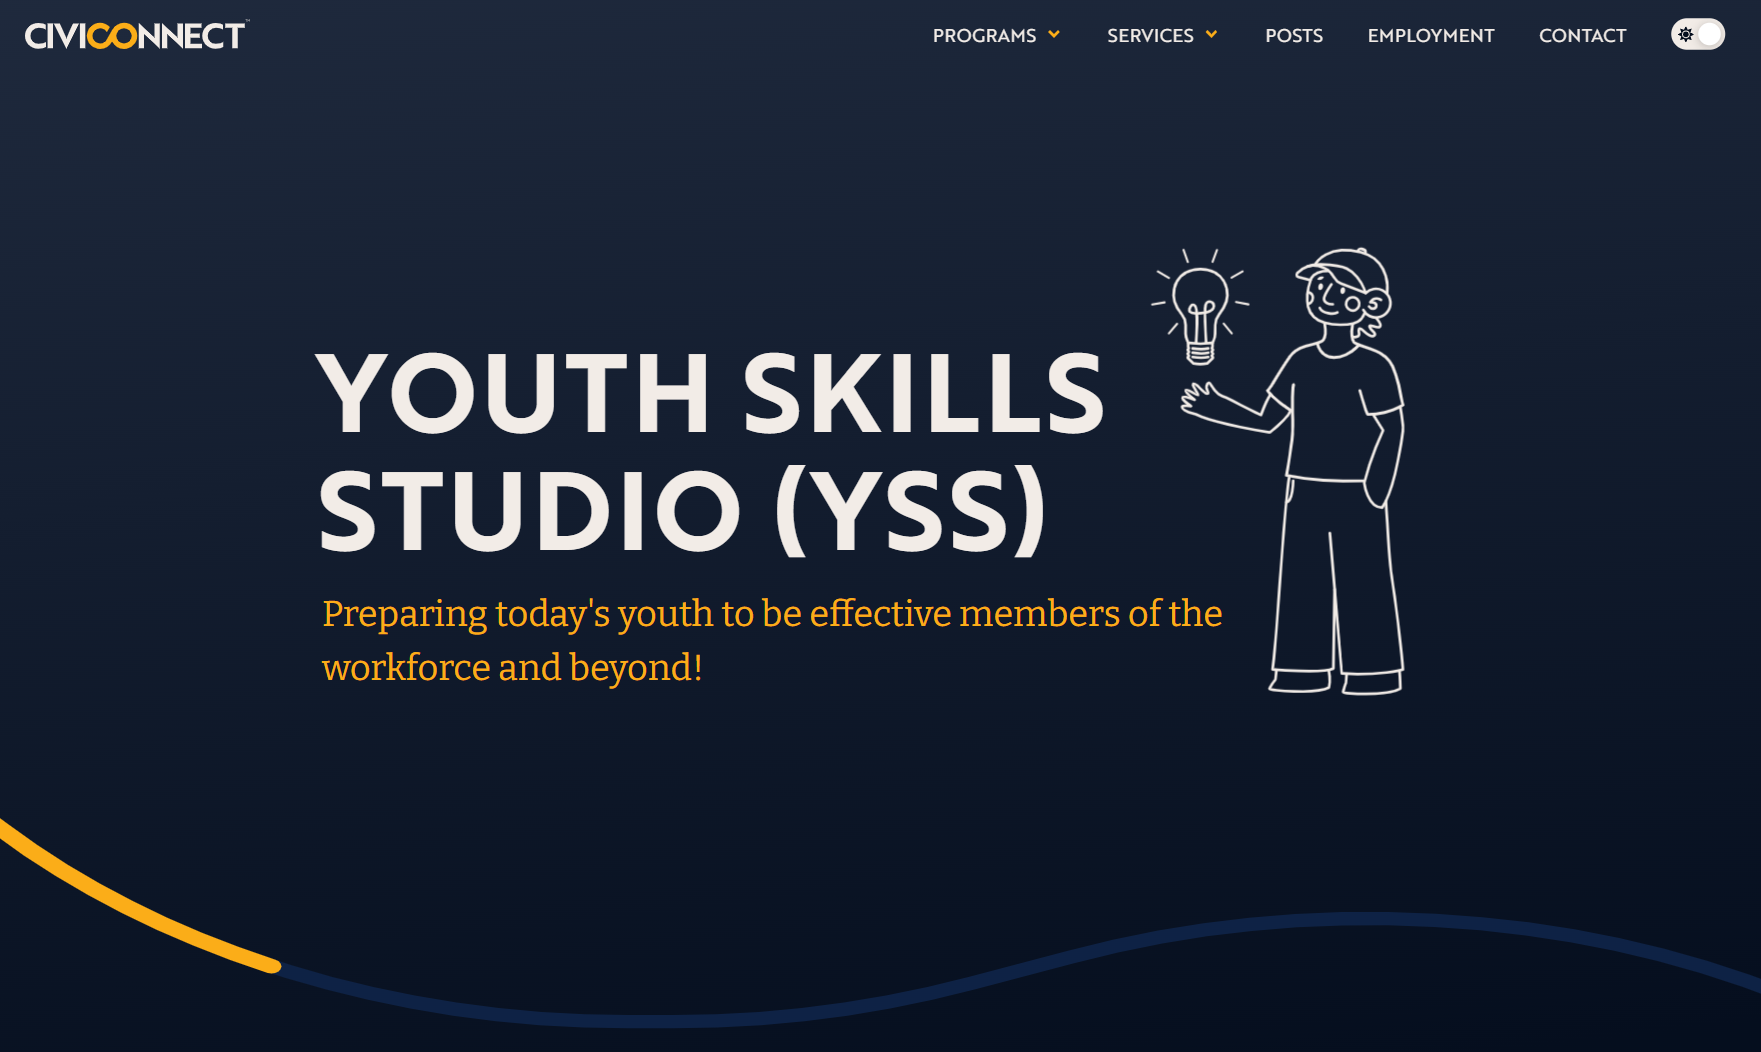 CIVICONNECT™
PROGRAMS SERVICES POSTS EMPLOYMENT CONTACT
YOUTH SKILLS
STUDIO (YSS)
Preparing today's youth to be effective members of the
workforce and beyond!